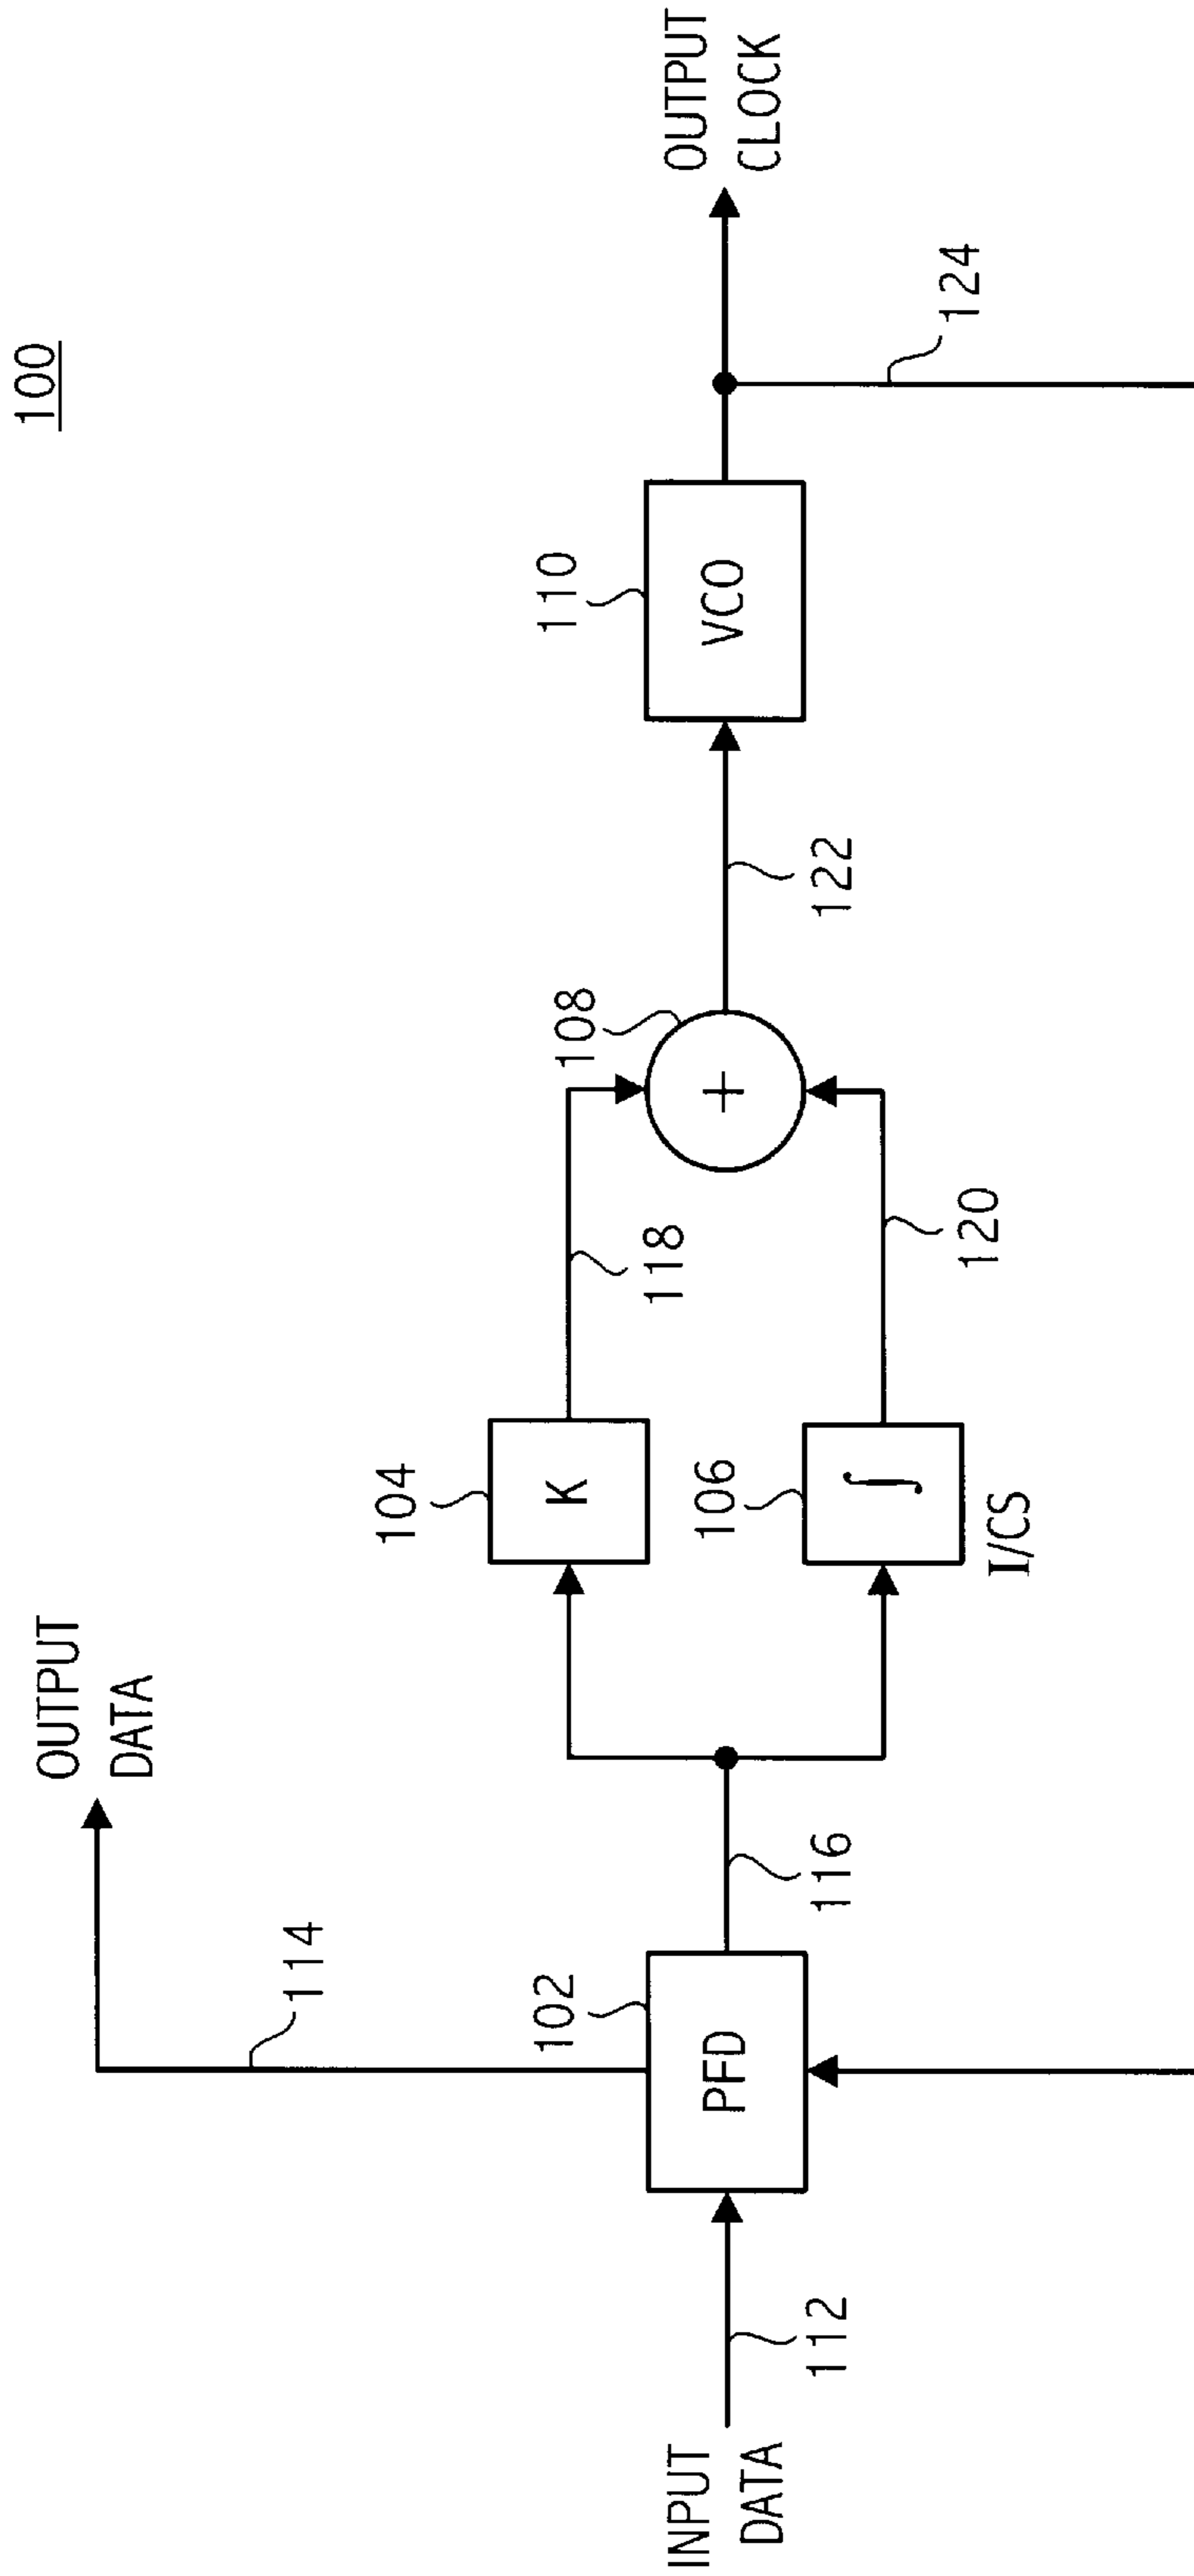 100
OUTPUT
DATA
114
INPUT
DATA
112
102
PFD
116
104
K
118
106
∫
I/CS
120
108
+
122
110
VCO
OUTPUT
CLOCK
124